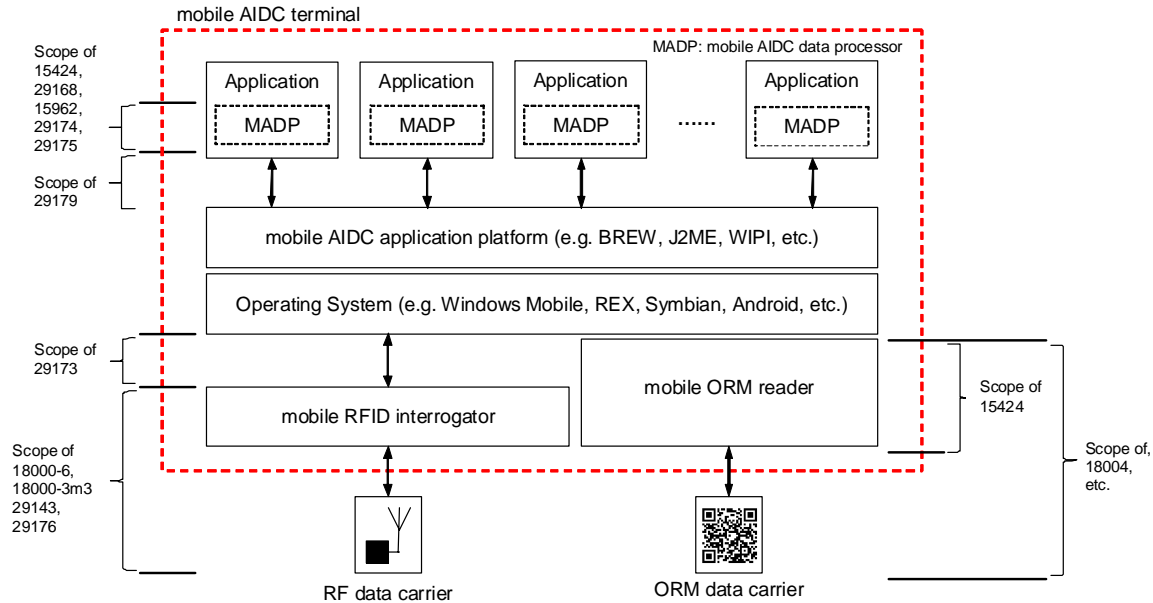 mobile AIDC terminal
MADP: mobile AIDC data processor
Scope of
15424,
29168,
15962,
29174,
29175
Application
MADP
Application
MADP
Application
MADP
......
Application
MADP
Scope of
29179
mobile AIDC application platform (e.g. BREW, J2ME, WIPI, etc.)
Operating System (e.g. Windows Mobile, REX, Symbian, Android, etc.)
Scope of
29173
mobile RFID interrogator
mobile ORM reader
Scope of
15424
Scope of
18000-6,
18000-3m3
29143,
29176
Scope of,
18004,
etc.
RF data carrier
ORM data carrier